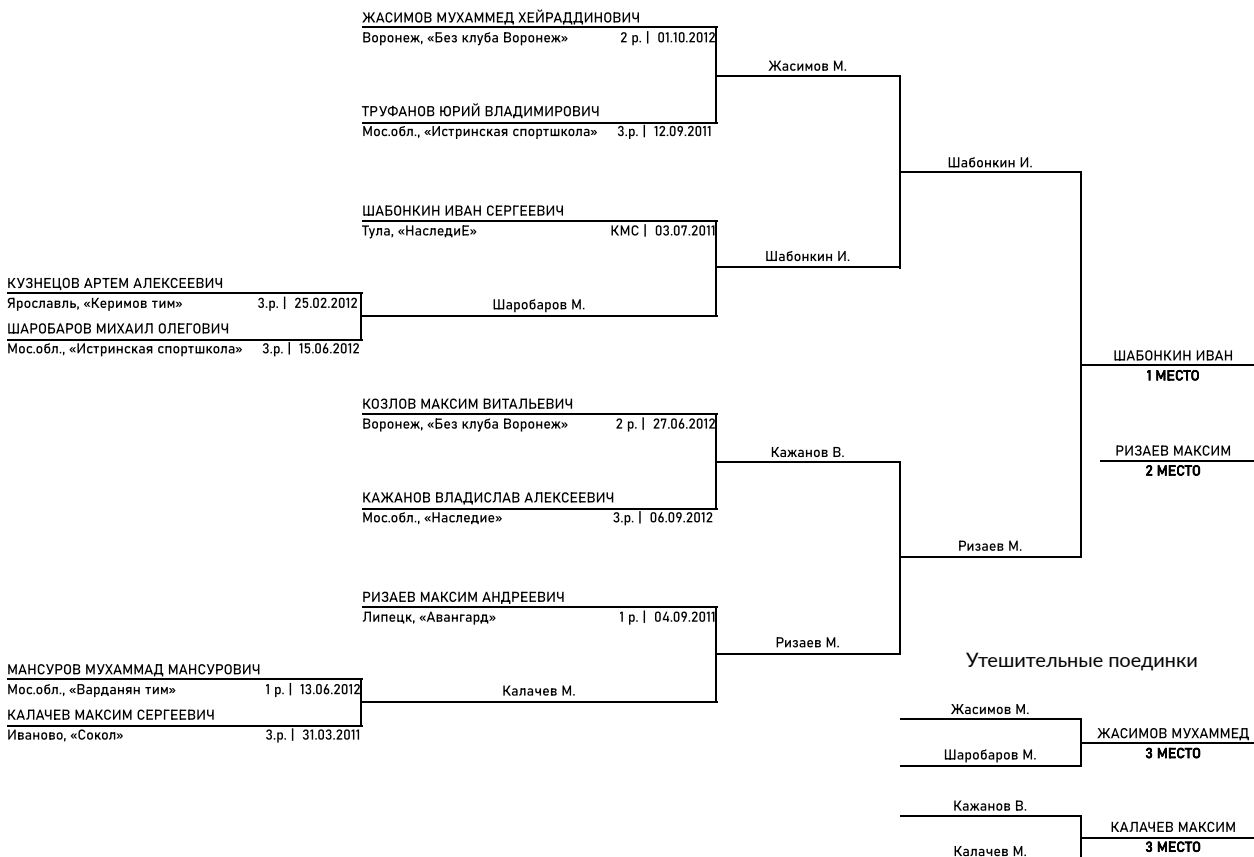 ЖАСИМОВ МУХАММЕД ХЕЙРАДДИНОВИЧ
Воронеж, «Без клуба Воронеж» 2 р. | 01.10.2012
Жасимов М.
ТРУФАНОВ ЮРИЙ ВЛАДИМИРОВИЧ
Мос.обл., «Истринская спортшкола» 3.р. | 12.09.2011
Шабонкин И.
ШАБОНКИН ИВАН СЕРГЕЕВИЧ
Тула, «НаследиЕ» КМС | 03.07.2011
Шабонкин И.
КУЗНЕЦОВ АРТЕМ АЛЕКСЕЕВИЧ
Ярославль, «Керимов тим» 3.р. | 25.02.2012
Шаробаров М.
ШАРОБАРОВ МИХАИЛ ОЛЕГОВИЧ
Мос.обл., «Истринская спортшкола» 3.р. | 15.06.2012
ШАБОНКИН ИВАН
1 МЕСТО
КОЗЛОВ МАКСИМ ВИТАЛЬЕВИЧ
Воронеж, «Без клуба Воронеж» 2 р. | 27.06.2012
Кажанов В.
РИЗАЕВ МАКСИМ
2 МЕСТО
КАЖАНОВ ВЛАДИСЛАВ АЛЕКСЕЕВИЧ
Мос.обл., «Наследие» 3.р. | 06.09.2012
Ризаев М.
РИЗАЕВ МАКСИМ АНДРЕЕВИЧ
Липецк, «Авангард» 1 р. | 04.09.2011
Ризаев М.
Утешительные поединки
МАНСУРОВ МУХАММАД МАНСУРОВИЧ
Мос.обл., «Варданян тим» 1 р. | 13.06.2012
Калачев М.
КАЛАЧЕВ МАКСИМ СЕРГЕЕВИЧ
Иваново, «Сокол» 3.р. | 31.03.2011
Жасимов М.
ЖАСИМОВ МУХАММЕД
3 МЕСТО
Шаробаров М.
Кажанов В.
КАЛАЧЕВ МАКСИМ
3 МЕСТО
Калачев М.